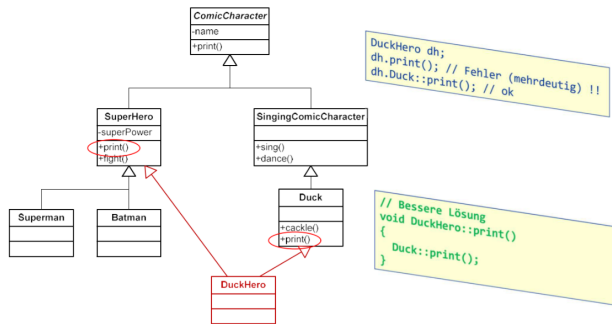 ComicCharacter
-name
+print()
SuperHero
-superPower
+print()
+fight()
SingingComicCharacter
+sing()
+dance()
Superman
Batman
Duck
+cackle()
+print()
DuckHero
DuckHero dh;
dh.print(); // Fehler (mehrdeutig) !!
dh.Duck::print(); // ok
// Bessere Lösung
void DuckHero::print()
{
Duck::print();
}